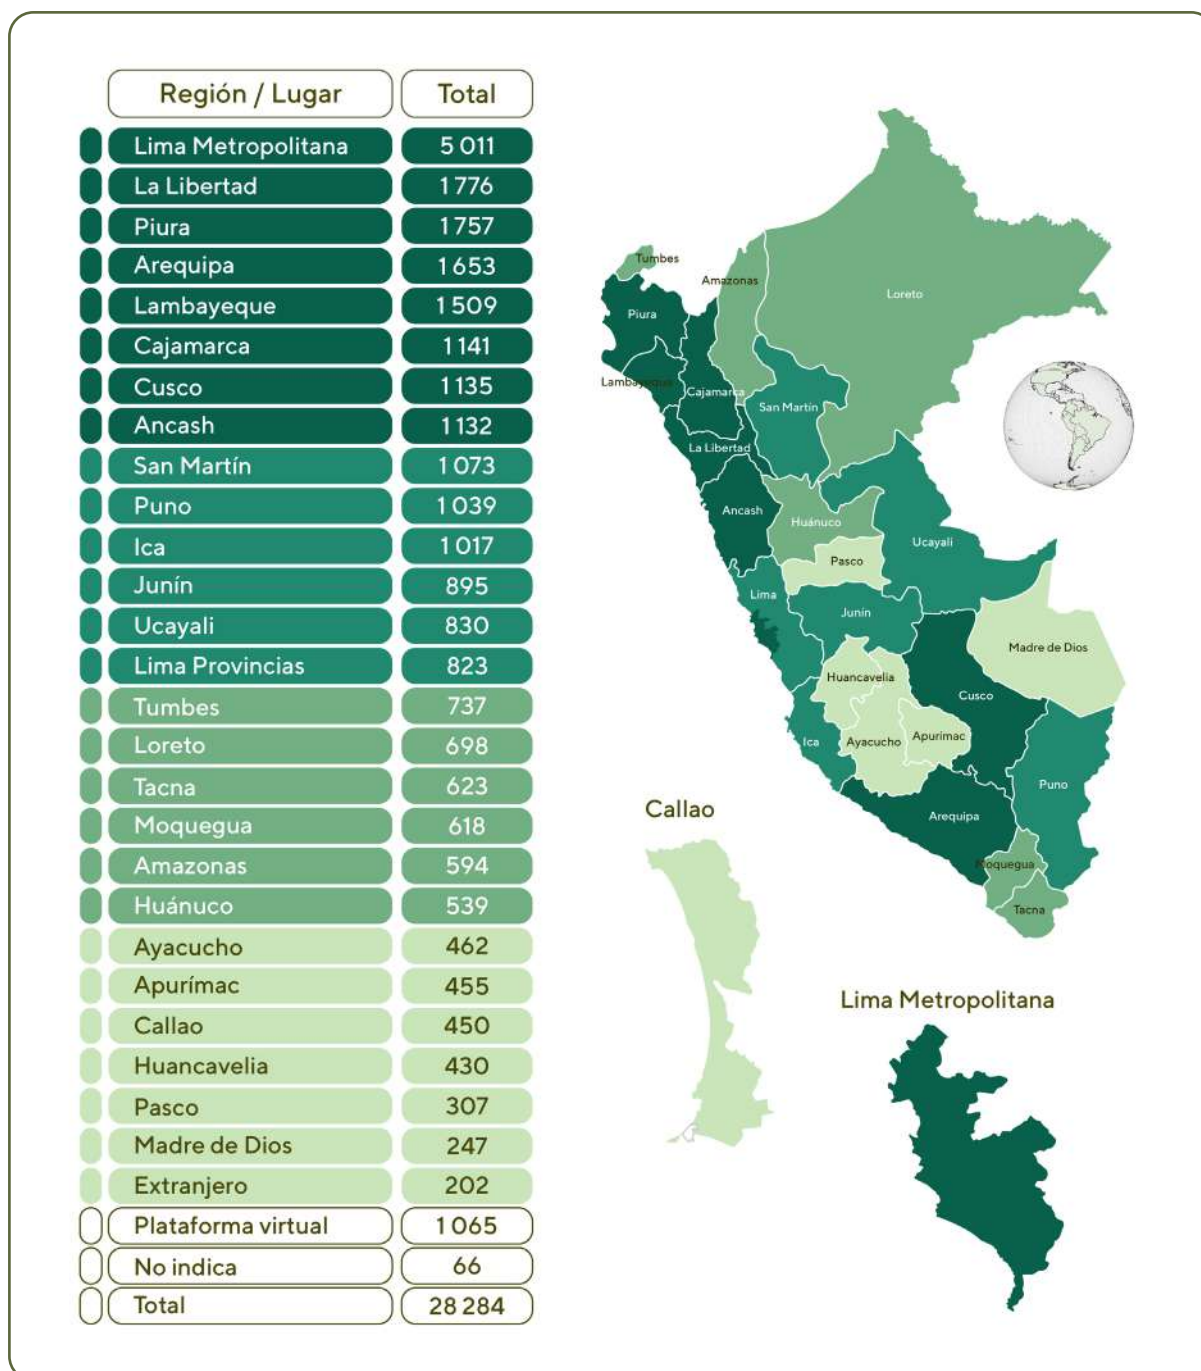 Región / Lugar Total
Lima Metropolitana 5 011
La Libertad 1 776
Piura 1 757
Arequipa 1 653
Lambayeque 1 509
Cajamarca 1 141
Cusco 1 135
Ancash 1 132
San Martín 1 073
Puno 1 039
Ica 1 017
Junín 895
Ucayali 830
Lima Provincias 823
Tumbes 737
Loreto 698
Tacna 623
Moquegua 618
Amazonas 594
Huánuco 539
Ayacucho 462
Apurímac 455
Callao 450
Huancavelia 430
Pasco 307
Madre de Dios 247
Extranjero 202
Plataforma virtual 1 065
No indica 66
Total 28 284
Tumbes
Amazonas
Loreto
Piura
Lambayeque
Cajamarca
San Martín
La Libertad
Ancash
Huánuco
Ucayali
Pasco
Lima
Junín
Madre de Dios
Huancavelia
Cusco
Ica
Ayacucho
Apurímac
Puno
Arequipa
Moquegua
Tacna
Callao
Lima Metropolitana